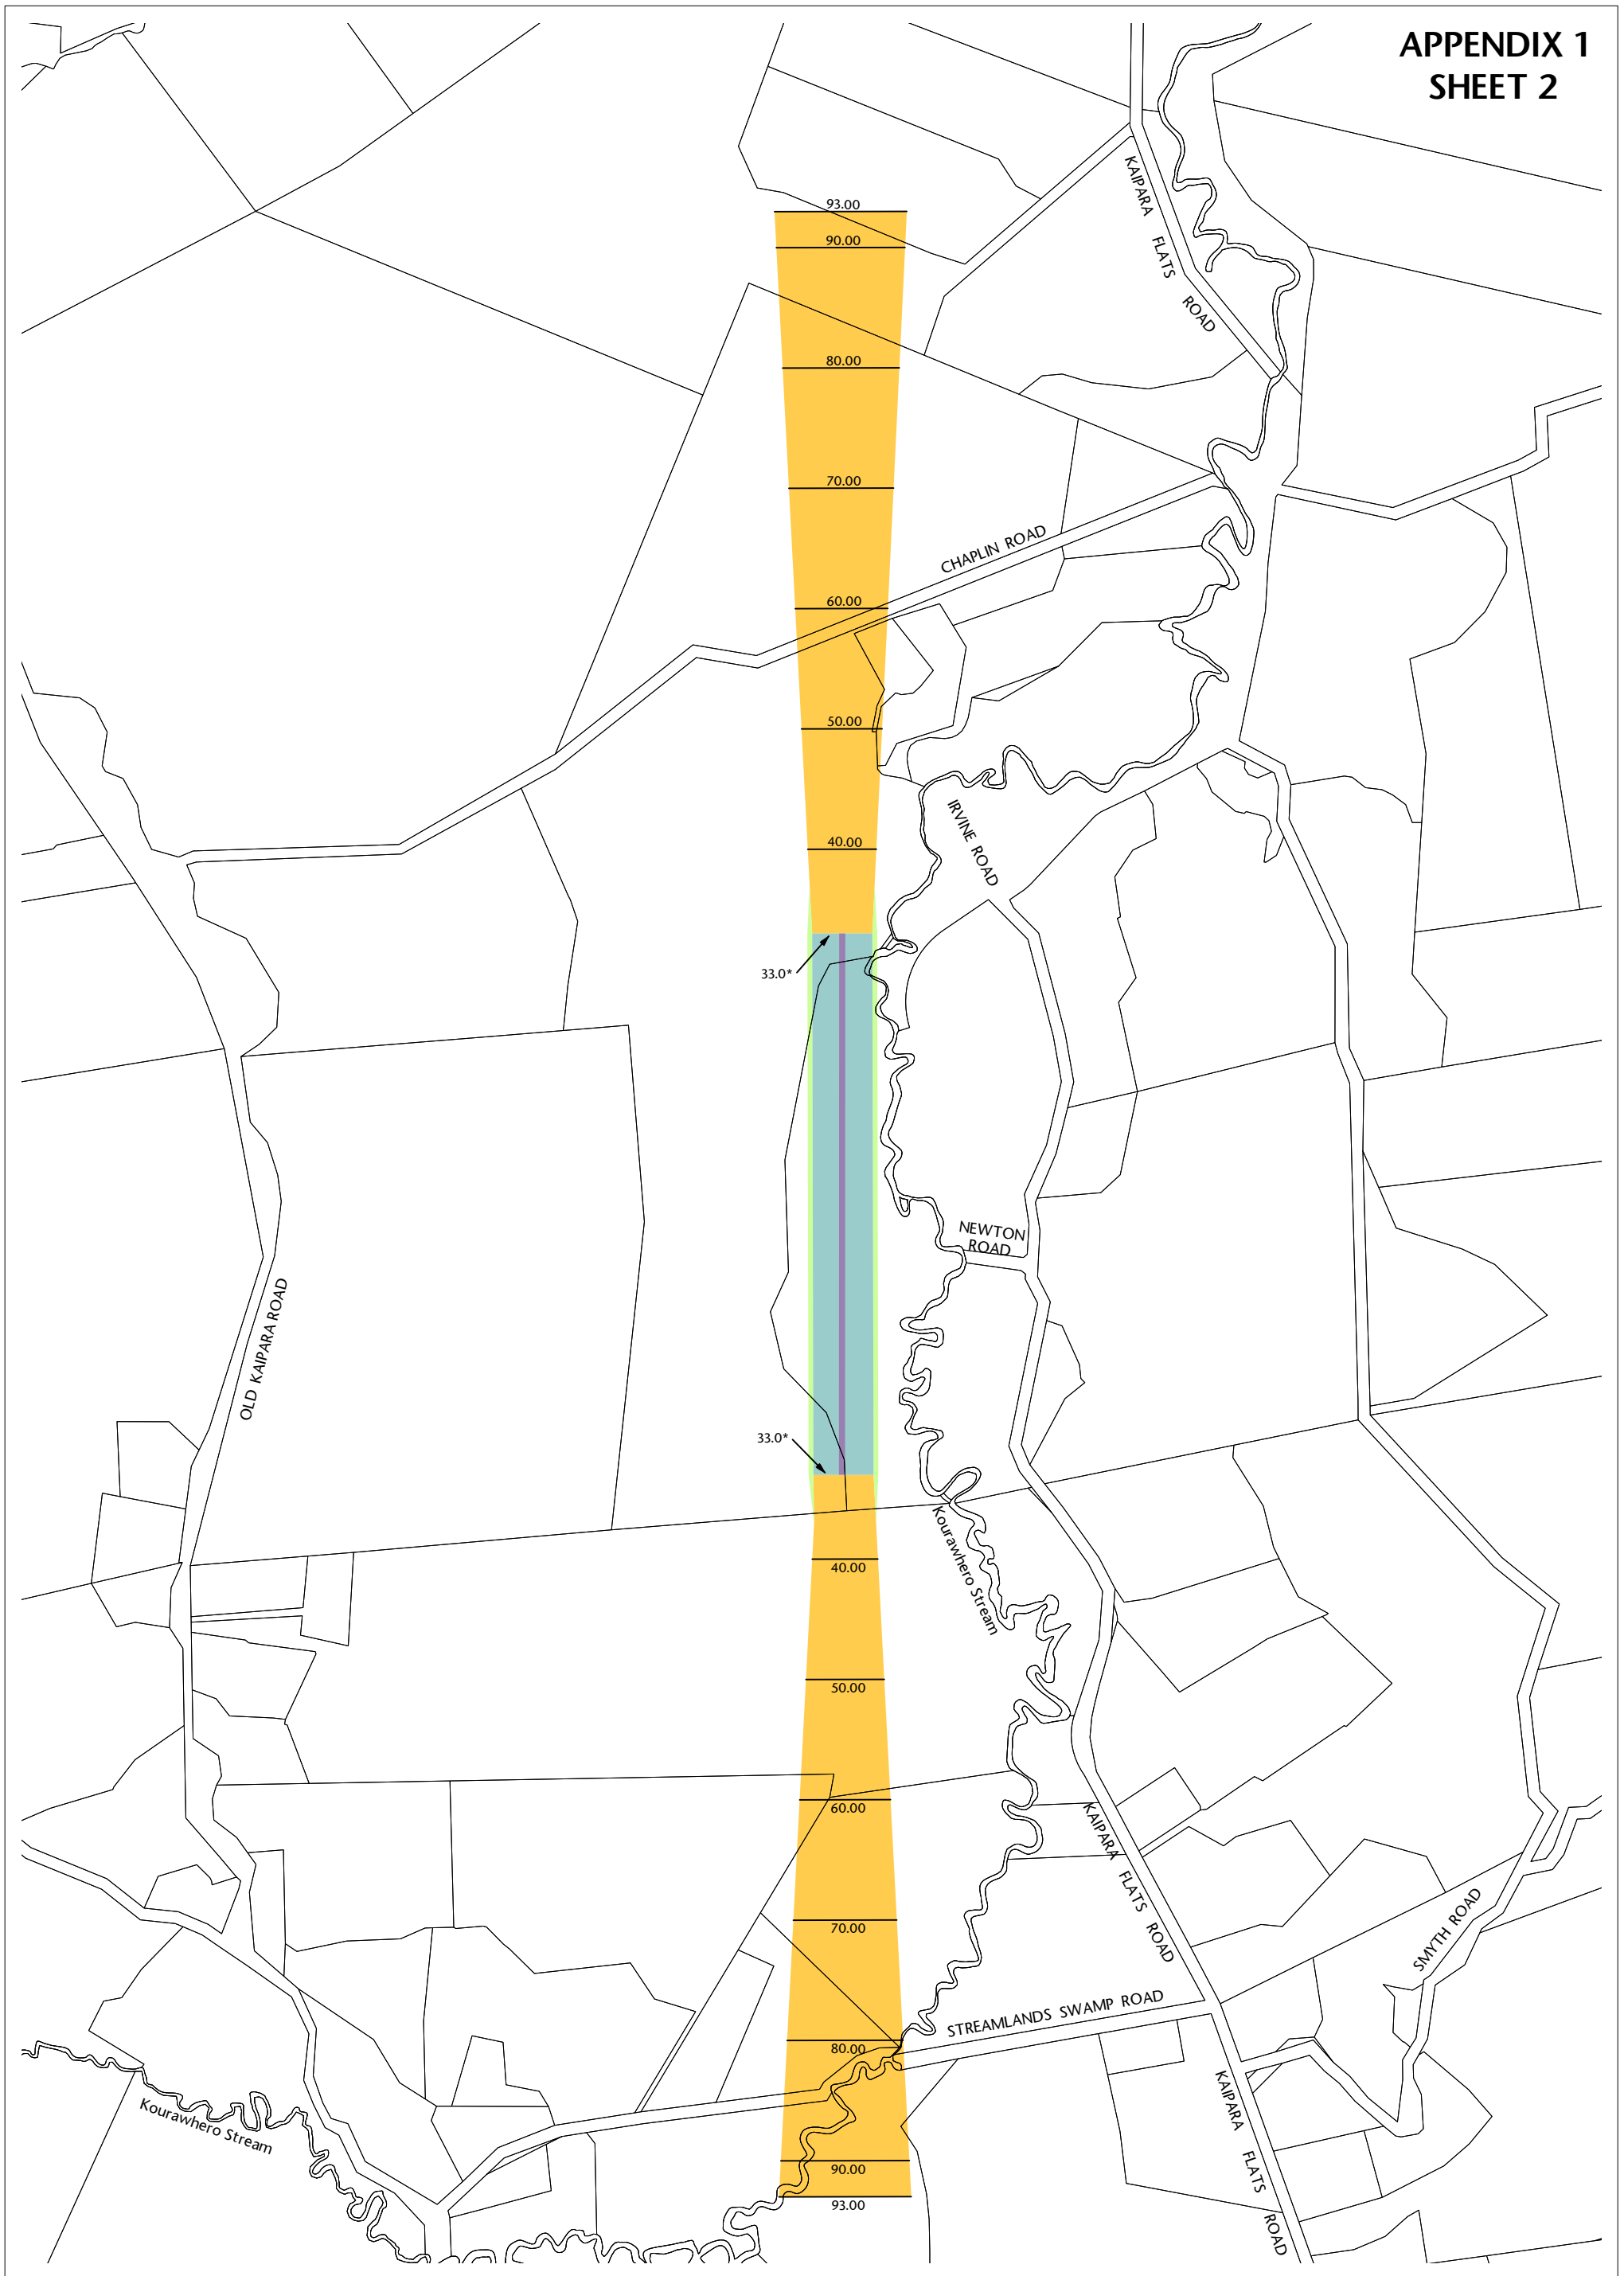 APPENDIX 1
SHEET 2
KAIPARA FLATS ROAD
93.00
90.00
80.00
70.00
CHAPLIN ROAD
60.00
50.00
IRVINE ROAD
40.00
33.0*
NEWTON
ROAD
OLD KAIPARA ROAD
33.0*
Kourawhero Stream
40.00
50.00
60.00
KAIPARA FLATS ROAD
70.00
SMYTH ROAD
STREAMLANDS SWAMP ROAD
80.00
KAIPARA FLATS ROAD
Kourawhero Stream
90.00
93.00